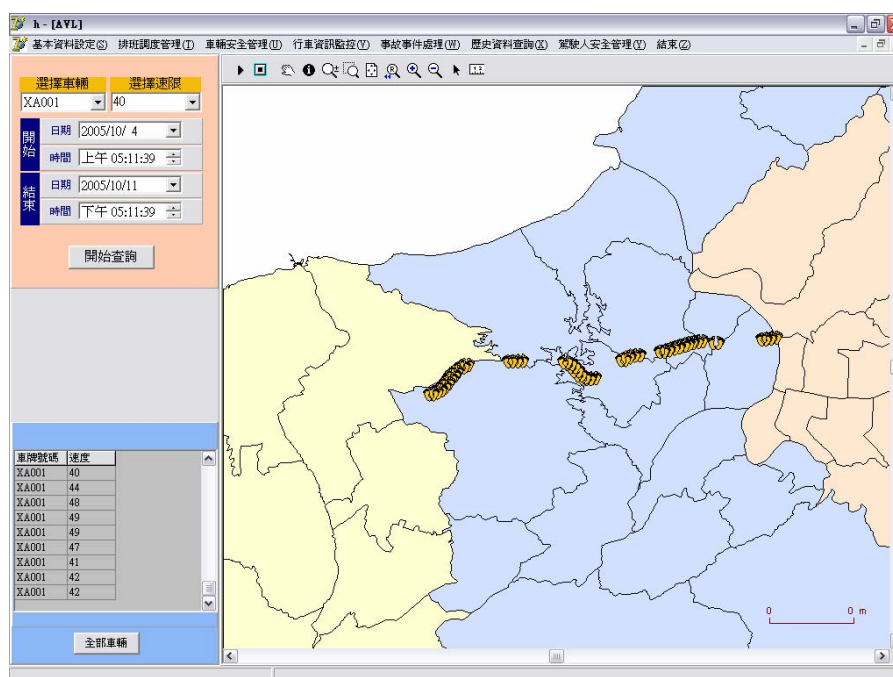 h - [AVL]
基本資料設定(S) 排班調度管理(T) 車輛安全管理(U) 行車資訊監控(V) 事故事件處理(W) 歷史資料查詢(X) 駕駛人安全管理(Y) 結束(Z)
選擇車輛 選擇速限
XA001 40
開始
日期 2005/10/ 4
時間 上午 05:11:39
結束
日期 2005/10/11
時間 下午 05:11:39
開始查詢
車牌號碼 速度
XA001 40
XA001 44
XA001 48
XA001 49
XA001 49
XA001 47
XA001 41
XA001 42
XA001 42
全部車輛
0 0 m